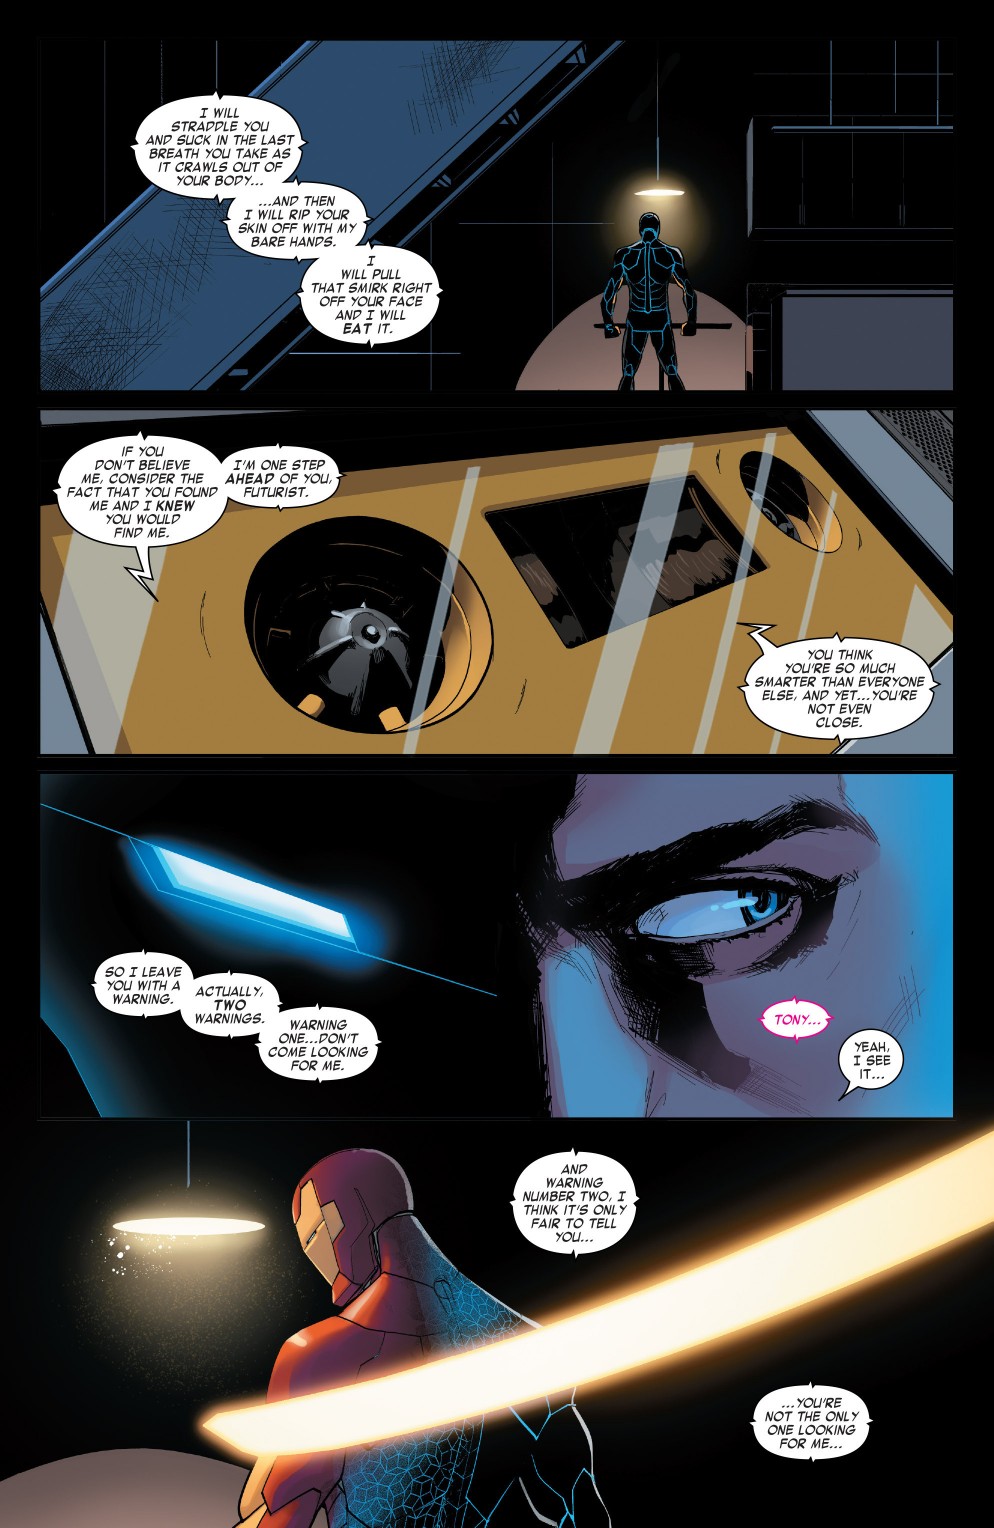 I WILL
STRADDLE YOU
AND SUCK IN THE LAST
BREATH YOU TAKE AS
IT CRAWLS OUT OF
YOUR BODY...
...AND THEN
I WILL RIP YOUR
SKIN OFF WITH MY
BARE HANDS.
I
WILL PULL
THAT SMIRK RIGHT
OFF YOUR FACE
AND I WILL
EAT IT.
IF YOU
DON'T BELIEVE
ME, CONSIDER THE
FACT THAT YOU FOUND
ME AND I KNEW
YOU WOULD
FIND ME.
I'M ONE STEP
AHEAD OF YOU,
FUTURIST.
YOU THINK
YOU'RE SO MUCH
SMARTER THAN EVERYONE
ELSE, AND YET...YOU'RE
NOT EVEN
CLOSE.
SO I LEAVE
YOU WITH A
WARNING.
ACTUALLY,
TWO
WARNINGS.
WARNING
ONE...DON'T
COME LOOKING
FOR ME.
TONY...
YEAH,
I SEE
IT...
AND
WARNING
NUMBER TWO, I
THINK IT'S ONLY
FAIR TO TELL
YOU...
...YOU'RE
NOT THE ONLY
ONE LOOKING
FOR ME...